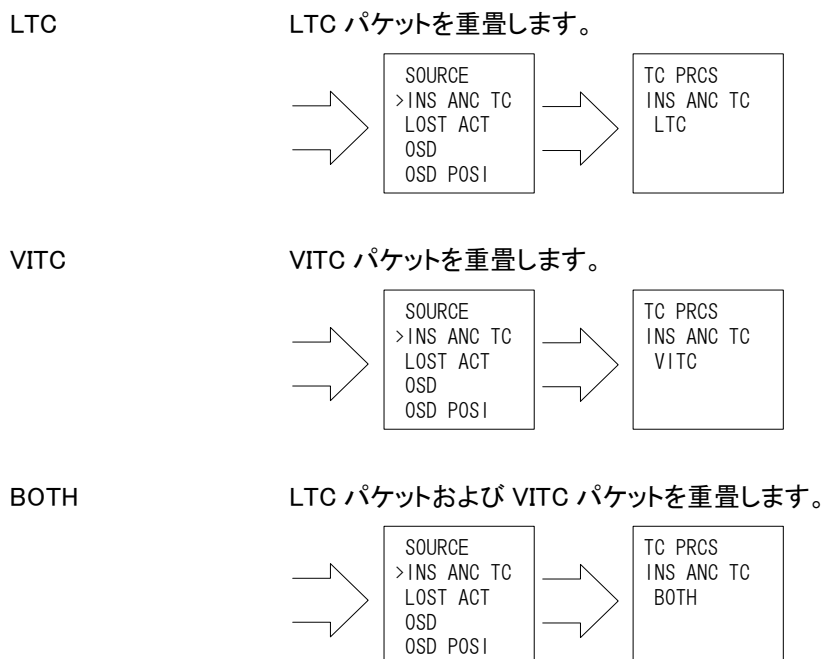 LTC LTC パケットを重畳します。
SOURCE
>INS ANC TC
LOST ACT
OSD
OSD POSI
TC PRCS
INS ANC TC
LTC
VITC VITC パケットを重畳します。
SOURCE
>INS ANC TC
LOST ACT
OSD
OSD POSI
TC PRCS
INS ANC TC
VITC
BOTH LTC パケットおよび VITC パケットを重畳します。
SOURCE
>INS ANC TC
LOST ACT
OSD
OSD POSI
TC PRCS
INS ANC TC
BOTH